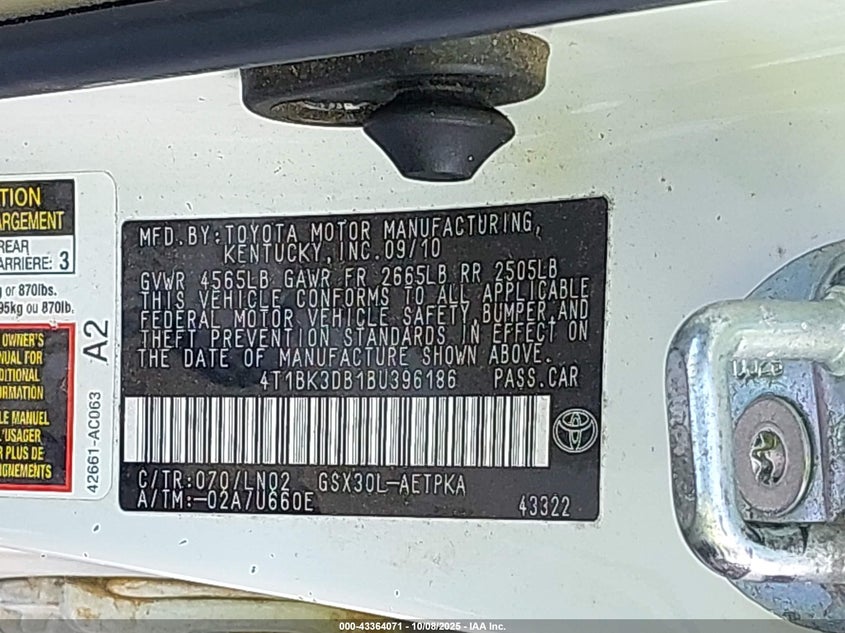 TION
ARGEMENT
REAR
ARRIÈRE: 3
g or 870lbs.
95kg ou 870lb.
OWNER'S
NUAL FOR
DITIONAL
ORMATION
LE MANUEL
L'USAGER
R PLUS DE
IGNEMENTS
42661-AC063
A2
MFD.BY:TOYOTA MOTOR MANUFACTURING,
KENTUCKY, INC.09/10
GVWR 4565LB GAWR FR 2665LB RR 2505LB
THIS VEHICLE CONFORMS TO ALL APPLICABLE
FEDERAL MOTOR VEHICLE SAFETY,BUMPER,AND
THEFT PREVENTION STANDARDS IN EFFECT ON
THE DATE OF MANUFACTURE SHOWN ABOVE.
4T1BK3DB1BU396186 PASS.CAR
C/TR:070/LN02 GSX30L-AETPKA
A/TM:-02A7U660E 43322
000-43364071 | 10/08/2025 | IAA Inc.